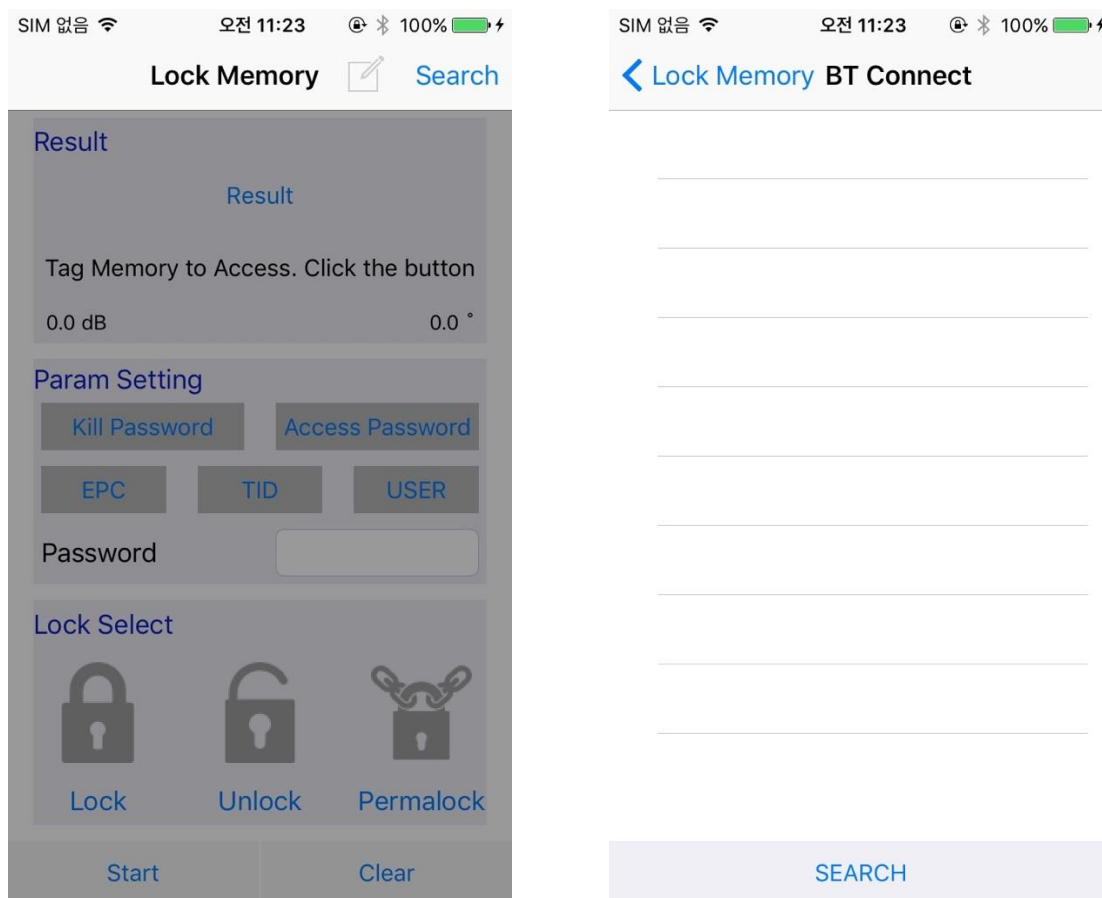 SIM 없음 오전 11:23 100%
Lock Memory Search
Result
Result
Tag Memory to Access. Click the button
0.0 dB 0.0 °
Param Setting
Kill Password Access Password
EPC TID USER
Password
Lock Select
Lock Unlock Permalock
Start Clear
SIM 없음 오전 11:23 100%
Lock Memory BT Connect
SEARCH